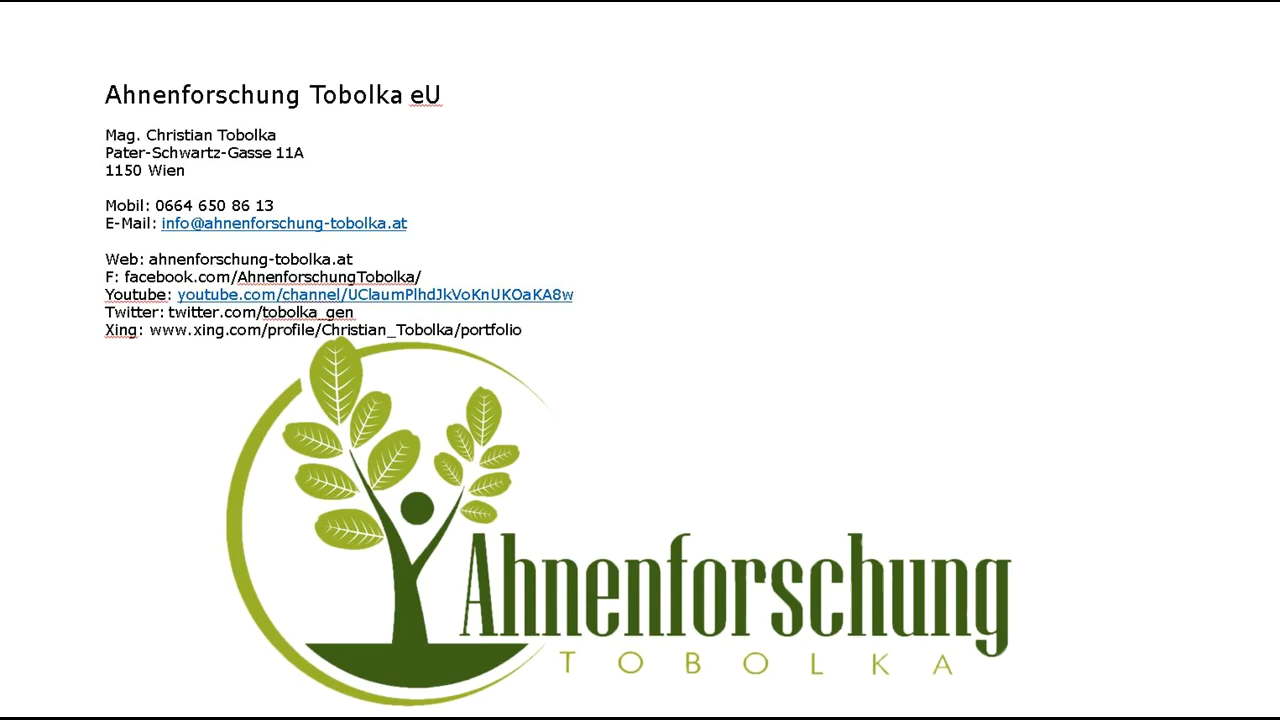 Ahnenforschung Tobolka eU
Mag. Christian Tobolka
Pater-Schwartz-Gasse 11A
1150 Wien
Mobil: 0664 650 86 13
E-Mail: info@ahnenforschung-tobolka.at
Web: ahnenforschung-tobolka.at
F: facebook.com/AhnenforschungTobolka/
Youtube: youtube.com/channel/UClaumPlhdJkVoKnUKOaKA8w
Twitter: twitter.com/tobolka_gen
Xing: www.xing.com/profile/Christian_Tobolka/portfolio
Ahnenforschung
TOBOLKA